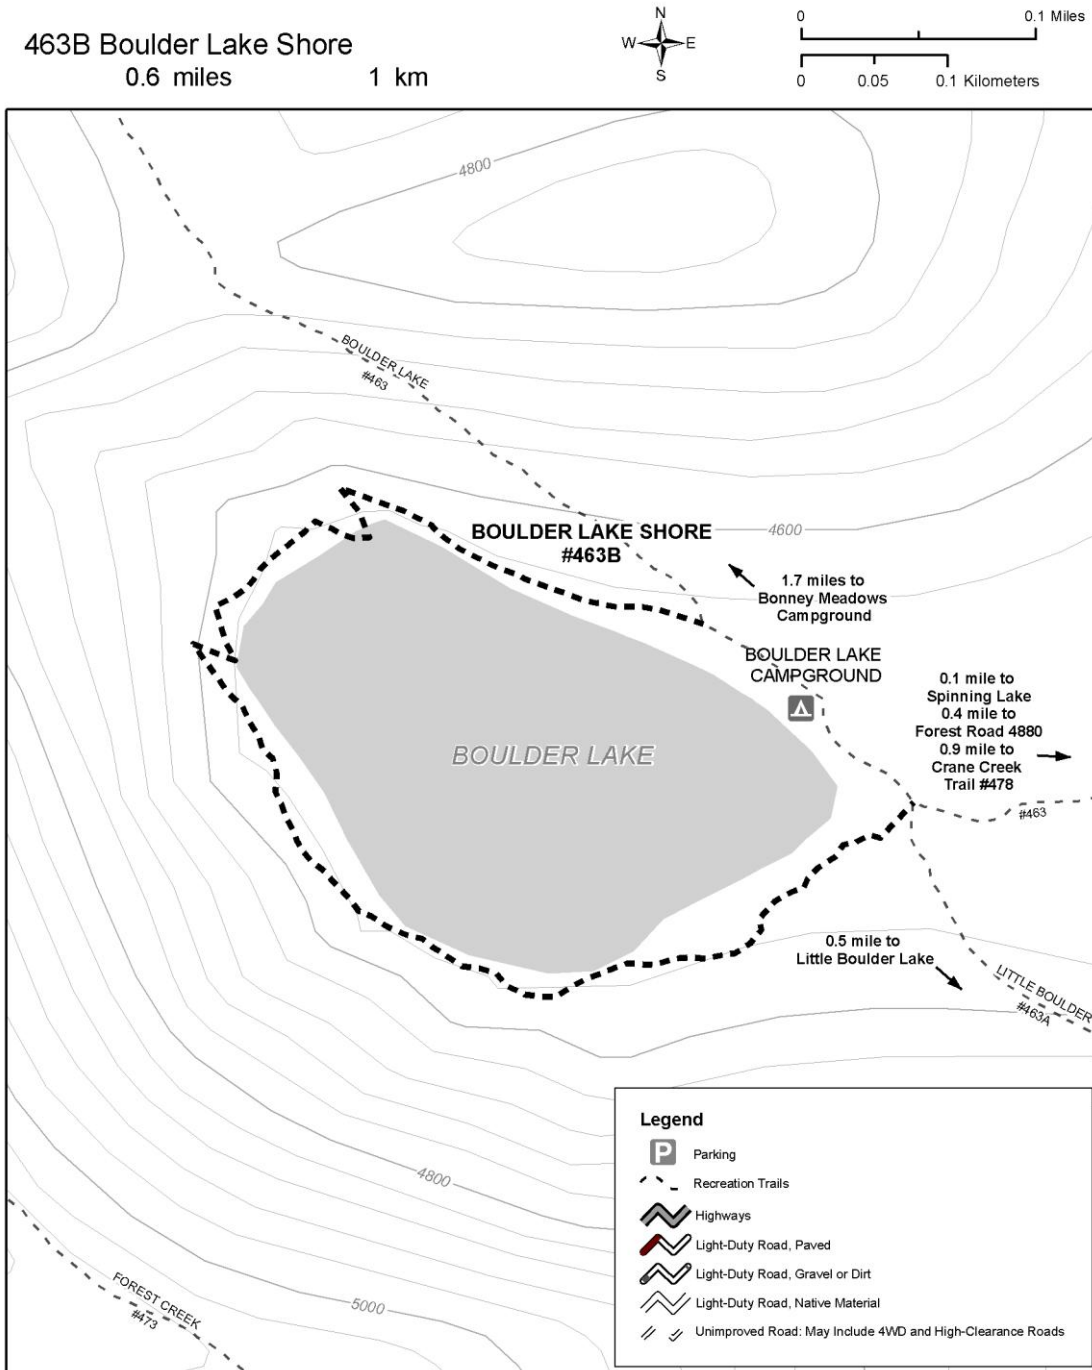 463B Boulder Lake Shore
0.6 miles 1 km
N
W E
S
0 0.1 Miles
0 0.05 0.1 Kilometers
4800
BOULDER LAKE
#463
BOULDER LAKE SHORE
#463B
4600
1.7 miles to
Bonney Meadows
Campground
BOULDER LAKE
CAMPGROUND
0.1 mile to
Spinning Lake
0.4 mile to
Forest Road 4880
0.9 mile to
Crane Creek
Trail #478
BOULDER LAKE
#463
0.5 mile to
Little Boulder Lake
LITTLE BOULDER
#463A
4800
5000
FOREST CREEK
#473
Legend
P Parking
Recreation Trails
Highways
Light-Duty Road, Paved
Light-Duty Road, Gravel or Dirt
Light-Duty Road, Native Material
Unimproved Road: May Include 4WD and High-Clearance Roads